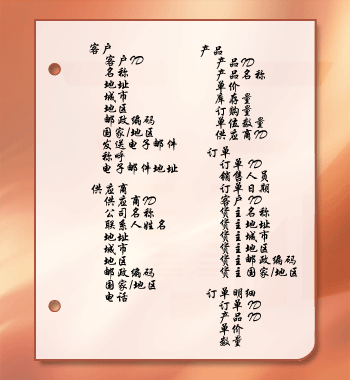 客户
客户ID
名称
地址
城市
地区
邮政编码
国家/地区
发送电子邮件
称呼
电子邮件地址
供应商
供应商ID
公司名称
联系人姓名
地址
城市
地区
邮政编码
国家/地区
电话
产品
产品ID
产品名称
单价
库存量
订购量
单位数量
供应商ID
订单
订单ID
销售人员
订单日期
客户ID
货主名称
货主地址
货主城市
货主地区
货主邮政编码
货主国家/地区
订单明细
订单ID
产品ID
单价
数量